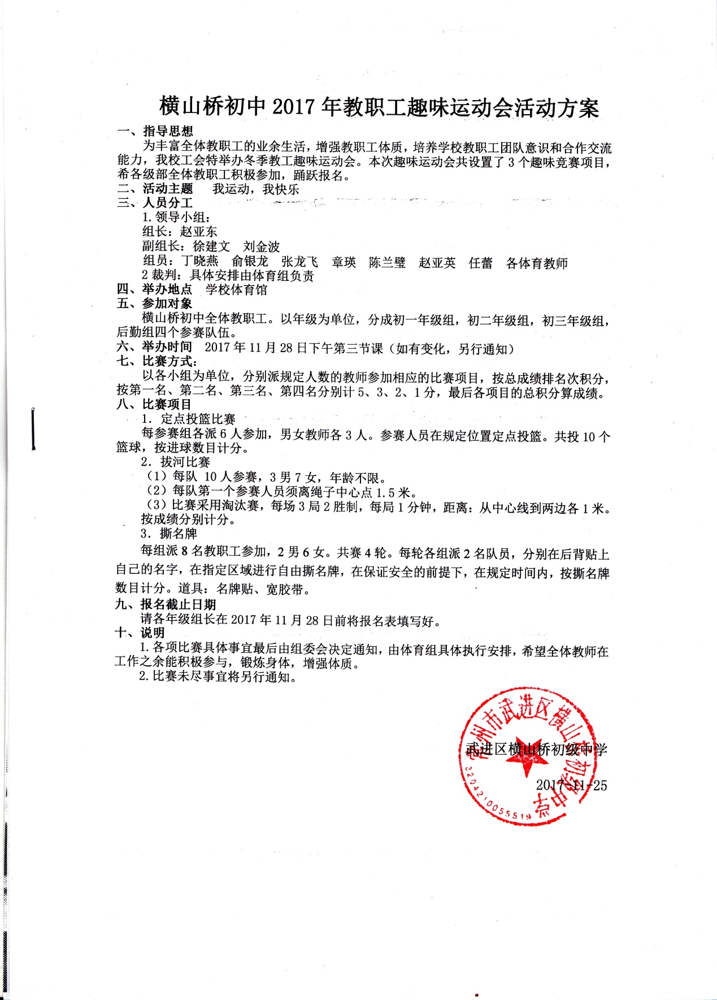 横山桥初中 2017 年教职工趣味运动会活动方案
一、指导思想
为丰富全体教职工的业余生活，增强教职工体质，培养学校教职工团队意识和合作交流
能力，我校工会特举办冬季教工趣味运动会。本次趣味运动会共设置了 3 个趣味竞赛项目，
希各级部全体教职工积极参加，踊跃报名。
二、活动主题 我运动，我快乐
三、人员分工
1.领导小组：
组长：赵亚东
副组长：徐建文 刘金波
组员：丁晓燕 俞银龙 张龙飞 章瑛 陈兰璧 赵亚英 任蕾 各体育教师
2 裁判：具体安排由体育组负责
四、举办地点 学校体育馆
五、参加对象
横山桥初中全体教职工。以年级为单位，分成初一年级组，初二年级组，初三年级组，
后勤组四个参赛队伍。
六、举办时间 2017 年 11 月 28 日下午第三节课（如有变化，另行通知）
七、比赛方式：
以各小组为单位，分别派规定人数的教师参加相应的比赛项目，按总成绩排名次积分，
按第一名、第二名、第三名、第四名分别计 5、3、2、1 分，最后各项目的总积分算成绩。
八、比赛项目
1．定点投篮比赛
每参赛组各派 6 人参加，男女教师各 3 人。参赛人员在规定位置定点投篮。共投 10 个
篮球，按进球数目计分。
2．拔河比赛
（1）每队 10 人参赛，3 男 7 女，年龄不限。
（2）每队第一个参赛人员须离绳子中心点 1.5 米。
（3）比赛采用淘汰赛，每场 3 局 2 胜制，每局 1 分钟，距离：从中心线到两边各 1 米。
按成绩分别计分。
3．撕名牌
每组派 8 名教职工参加，2 男 6 女。共赛 4 轮。每轮各组派 2 名队员，分别在后背贴上
自己的名字，在指定区域进行自由撕名牌，在保证安全的前提下，在规定时间内，按撕名牌
数目计分。道具：名牌贴、宽胶带。
九、报名截止日期
请各年级组长在 2017 年 11 月 28 日前将报名表填写好。
十、说明
1.各项比赛具体事宜最后由组委会决定通知，由体育组具体执行安排，希望全体教师在
工作之余能积极参与，锻炼身体，增强体质。
2.比赛未尽事宜将另行通知。
常州市武进区横山桥初级中学
武进区横山桥初级中学
2017-11-25
3204210055519